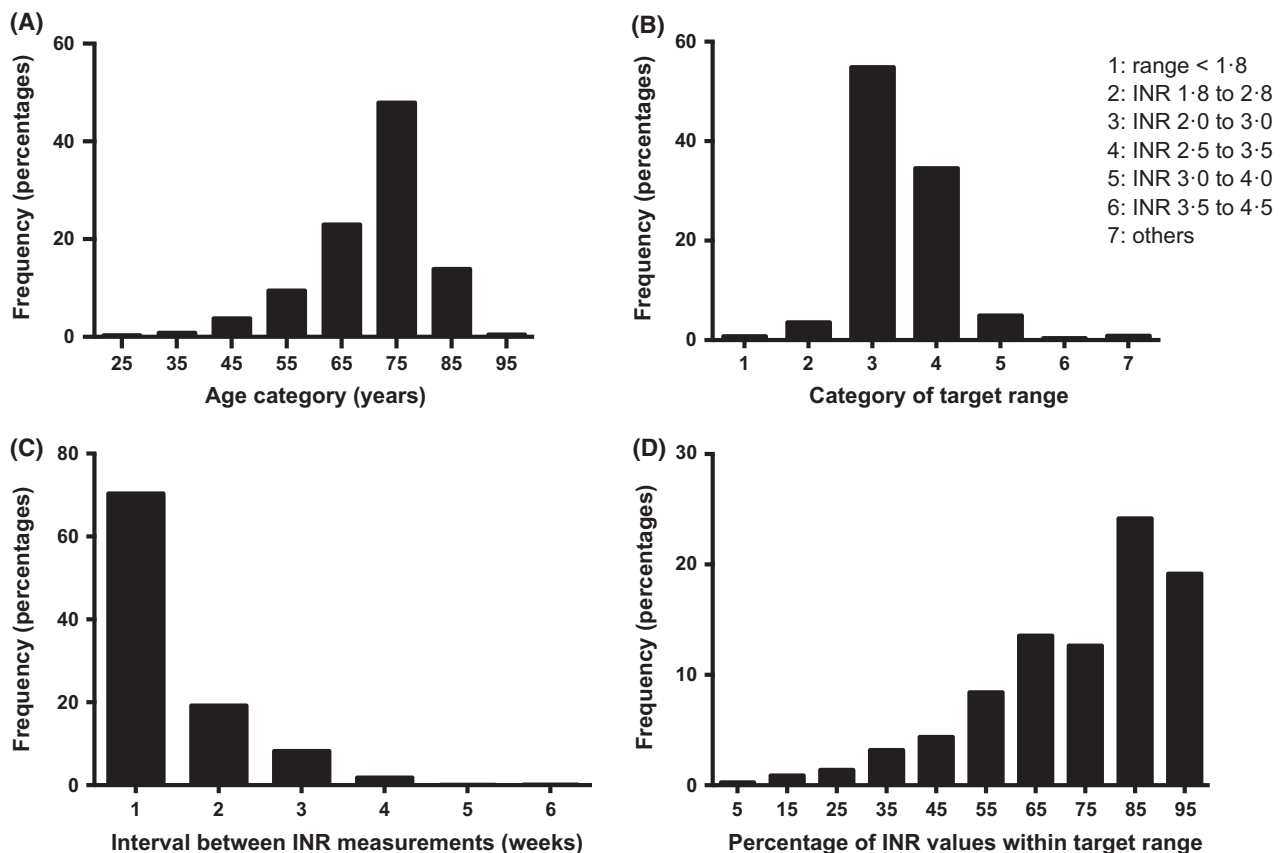 (A)
Frequency (percentages)
60
40
20
0
25 35 45 55 65 75 85 95
Age category (years)
(B)
Frequency (percentages)
60
40
20
0
1 2 3 4 5 6 7
Category of target range
1: range < 1·8
2: INR 1·8 to 2·8
3: INR 2·0 to 3·0
4: INR 2·5 to 3·5
5: INR 3·0 to 4·0
6: INR 3·5 to 4·5
7: others
(C)
Frequency (percentages)
80
60
40
20
0
1 2 3 4 5 6
Interval between INR measurements (weeks)
(D)
Frequency (percentages)
30
20
10
0
5 15 25 35 45 55 65 75 85 95
Percentage of INR values within target range